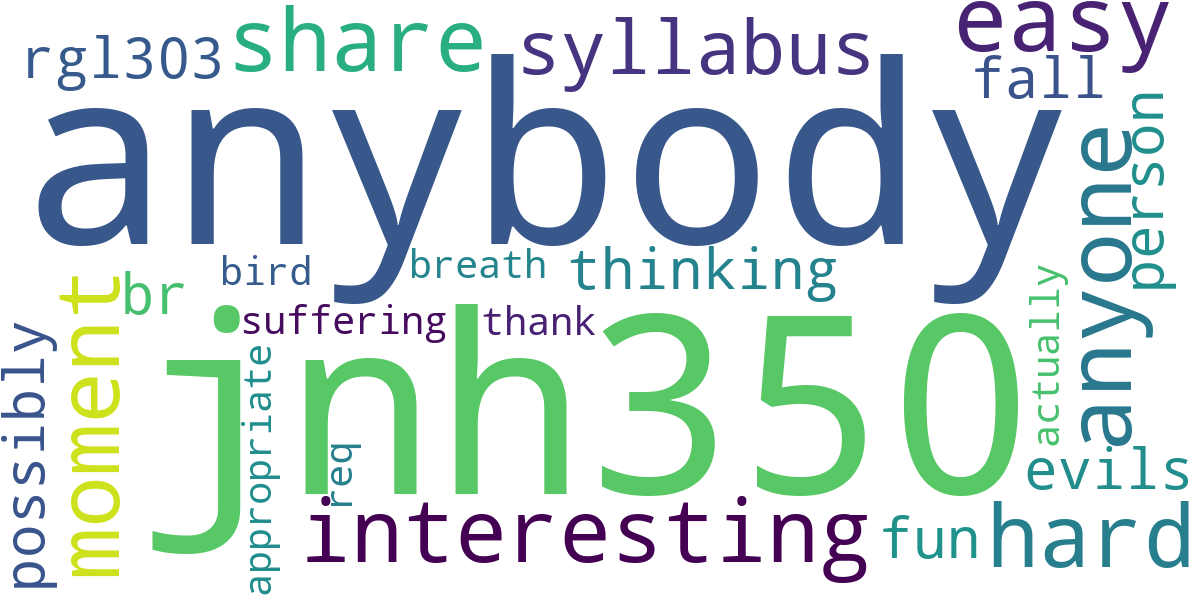 easy
share
syllabus
rgl303
fall
anybody
person
anyone
bird
breath
thinking
br
moment
suffering
thank
actually
jnh350
possibly
appropriate
req
evils
interesting
fun
hard